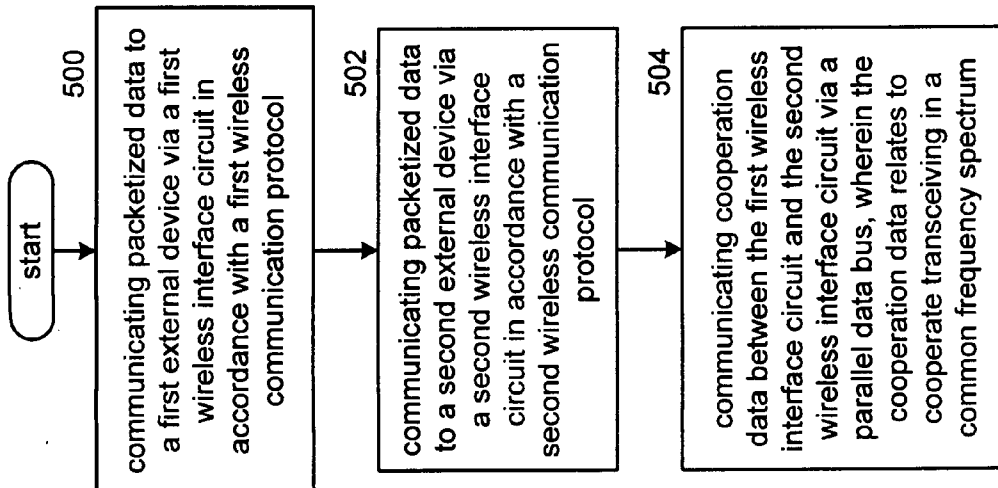 start
500
communicating packetized data to
a first external device via a first
wireless interface circuit in
accordance with a first wireless
communication protocol
502
communicating packetized data
to a second external device via
a second wireless interface
circuit in accordance with a
second wireless communication
protocol
504
communicating cooperation
data between the first wireless
interface circuit and the second
wireless interface circuit via a
parallel data bus, wherein the
cooperation data relates to
cooperate transceiving in a
common frequency spectrum